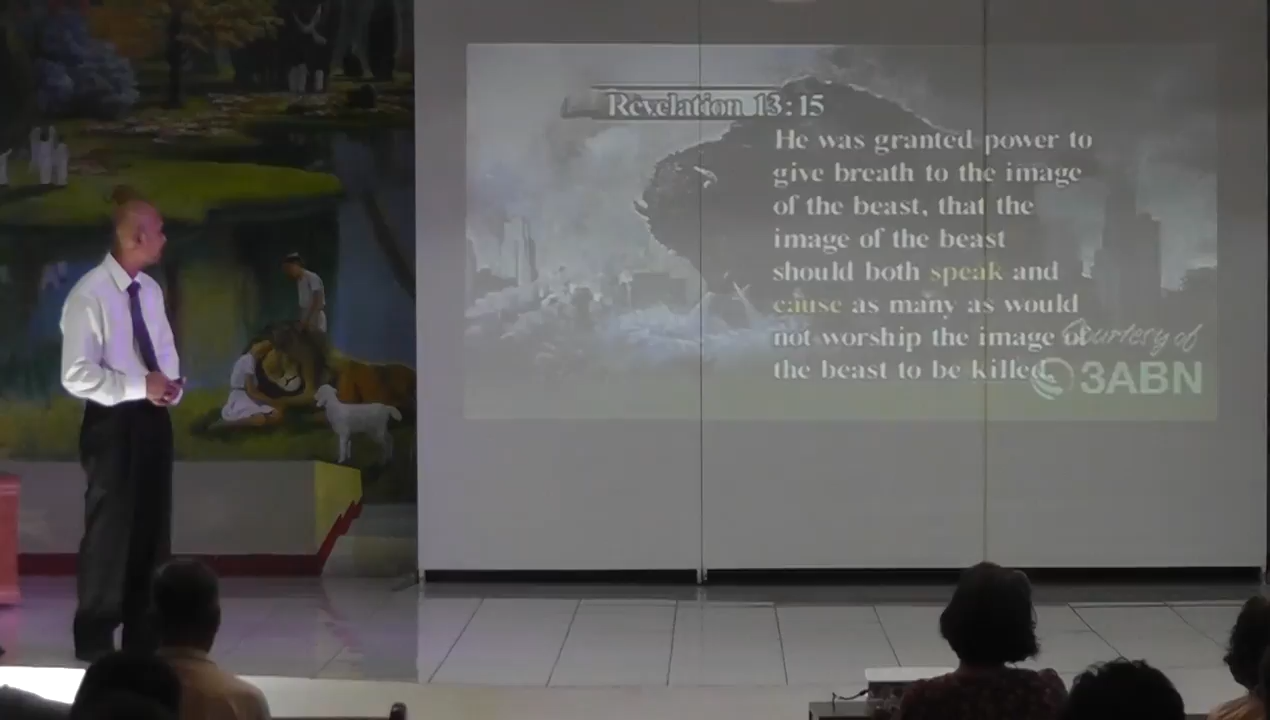 Revelation 13:15
He was granted power to
give breath to the image
of the beast, that the
image of the beast
should both speak and
cause as many as would
not worship the image of
the beast to be killed.
Courtesy of
3ABN